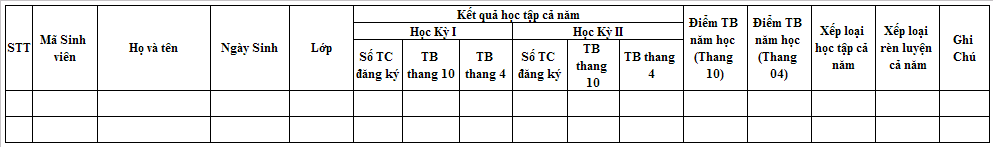 STT
Mã Sinh
viên
Họ và tên
Ngày Sinh
Lớp
Kết quả học tập cả năm
Học Kỳ I
Học Kỳ II
Số TC
đăng ký
TB
thang 10
TB
thang 4
Số TC
đăng ký
TB
thang
10
TB thang
4
Điểm TB
năm học
(Thang
10)
Điểm TB
năm học
(Thang
04)
Xếp loại
học tập cả
năm
Xếp loại
rèn luyện
cả năm
Ghi
Chú